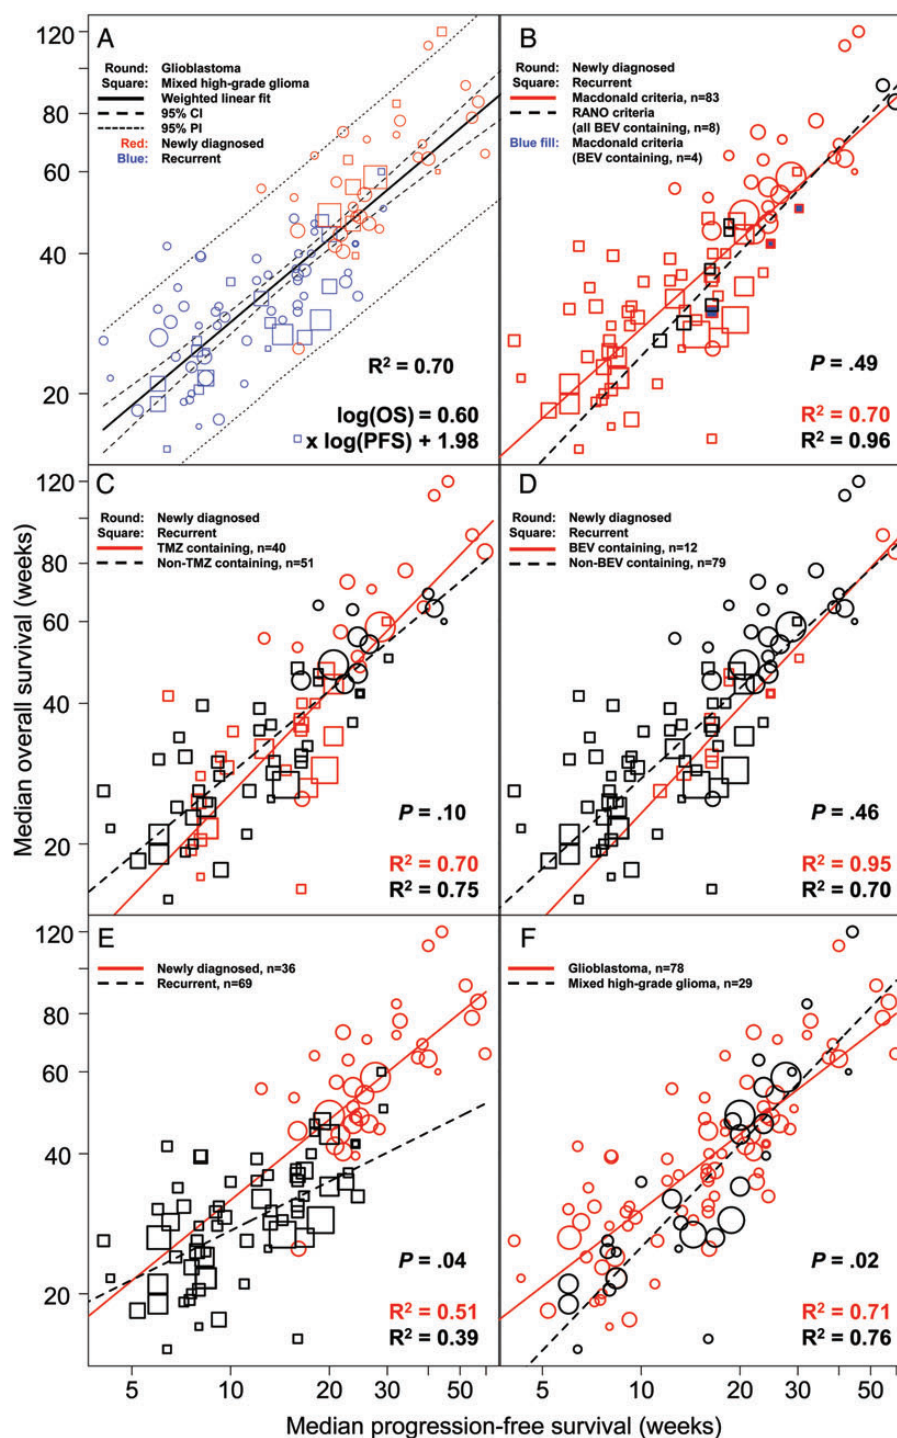 A
Round: Glioblastoma
Square: Mixed high-grade glioma
Weighted linear fit
95% CI
95% PI
Red: Newly diagnosed
Blue: Recurrent
R² = 0.70
log(OS) = 0.60
x log(PFS) + 1.98
120
80
60
40
20
B
Round: Newly diagnosed
Square: Recurrent
Macdonald criteria, n=83
RANO criteria
(all BEV containing, n=8)
Blue fill: Macdonald criteria
(BEV containing, n=4)
P = .49
R² = 0.70
R² = 0.96
C
Round: Newly diagnosed
Square: Recurrent
TMZ containing, n=40
Non-TMZ containing, n=51
P = .10
R² = 0.70
R² = 0.75
120
80
60
40
20
D
Round: Newly diagnosed
Square: Recurrent
BEV containing, n=12
Non-BEV containing, n=79
P = .46
R² = 0.95
R² = 0.70
E
Newly diagnosed, n=36
Recurrent, n=69
P = .04
R² = 0.51
R² = 0.39
120
80
60
40
20
F
Glioblastoma, n=78
Mixed high-grade glioma, n=29
P = .02
R² = 0.71
R² = 0.76
5 10 20 30 50
5 10 20 30 50
Median overall survival (weeks)
Median progression-free survival (weeks)